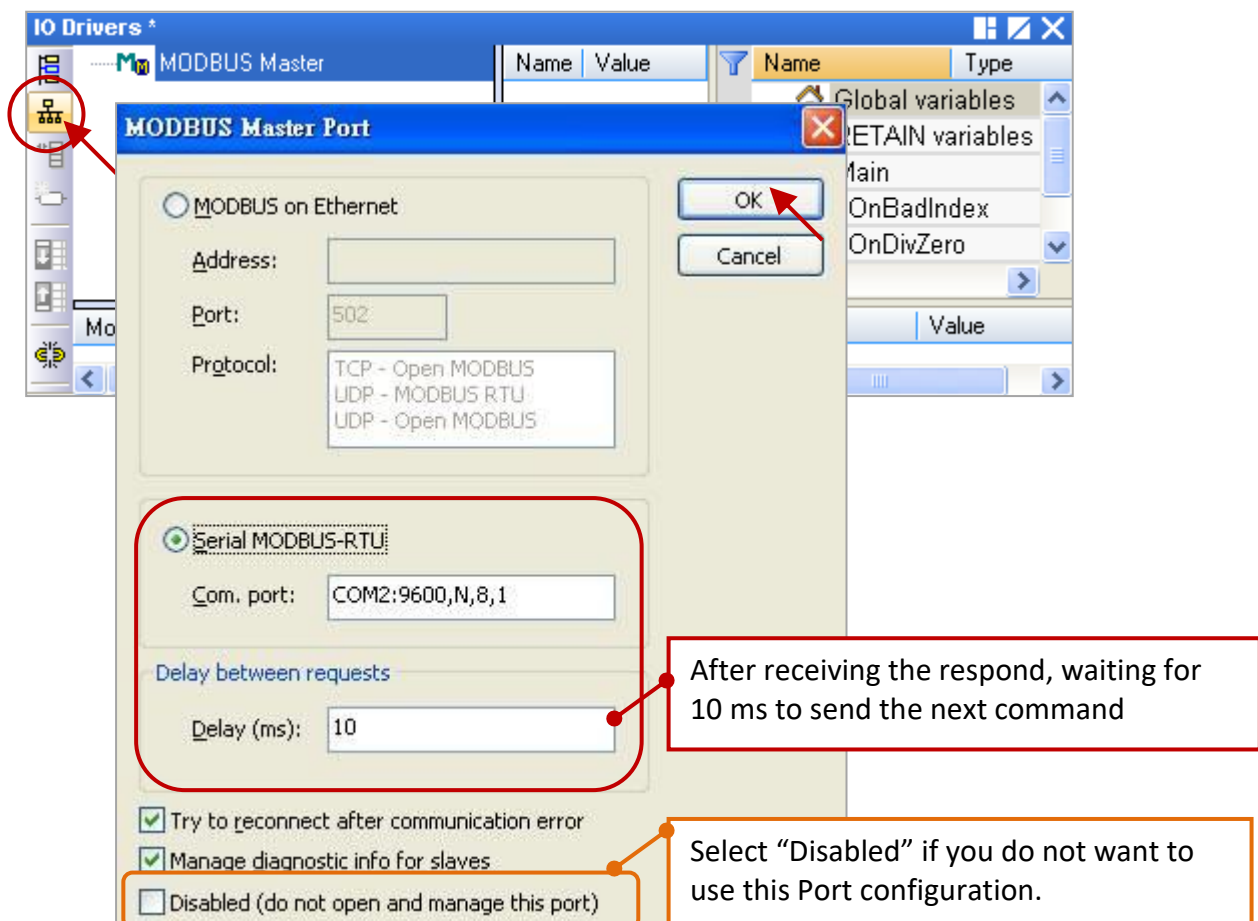 IO Drivers *
MODBUS Master
Name Value
Name Type
Global variables
RETAIN variables
Main
OnBadIndex
OnDivZero
Mo
Value
MODBUS Master Port
MODBUS on Ethernet
Address:
Port: 502
Protocol: TCP - Open MODBUS
UDP - MODBUS RTU
UDP - Open MODBUS
OK
Cancel
Serial MODBUS-RTU
Com. port: COM2:9600,N,8,1
Delay between requests
Delay (ms): 10
After receiving the respond, waiting for
10 ms to send the next command
Try to reconnect after communication error
Manage diagnostic info for slaves
Disabled (do not open and manage this port)
Select “Disabled” if you do not want to
use this Port configuration.